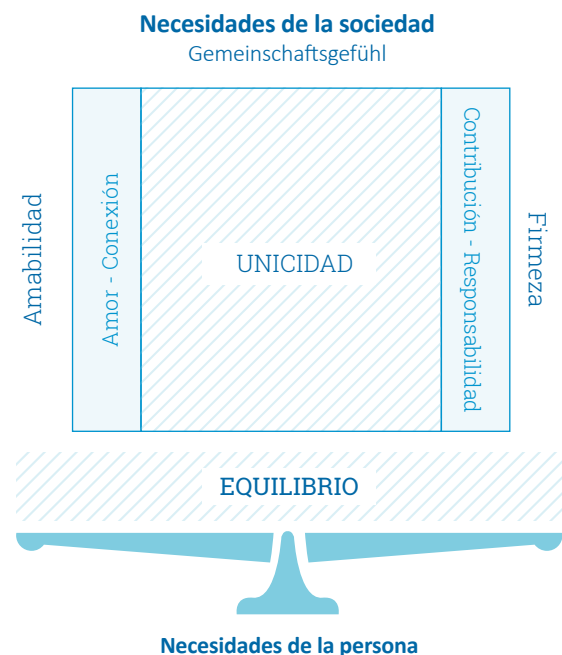 Necesidades de la sociedad
Gemeinschaftsgefühl
Amabilidad
Amor - Conexión
UNICIDAD
Contribución - Responsabilidad
Firmeza
EQUILIBRIO
Necesidades de la persona